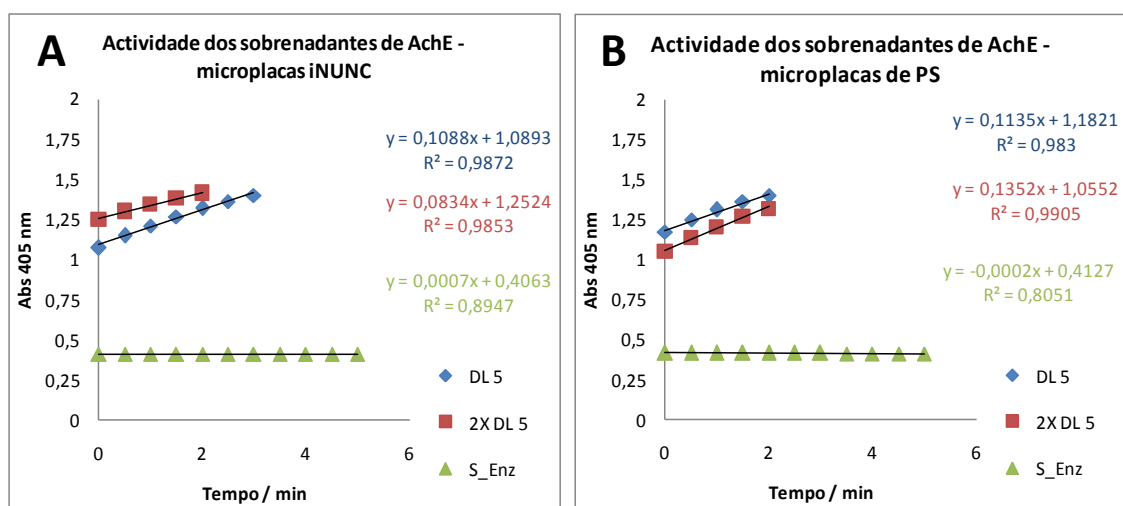 A
Actividade dos sobrenadantes de AchE -
microplacas iNUNC
Abs 405 nm
2
1,75
1,5
1,25
1
0,75
0,5
0,25
0
y = 0,1088x + 1,0893
R² = 0,9872
y = 0,0834x + 1,2524
R² = 0,9853
y = 0,0007x + 0,4063
R² = 0,8947
DL 5
2X DL 5
S_Enz
0 2 4 6
Tempo / min
B
Actividade dos sobrenadantes de AchE -
microplacas de PS
Abs 405 nm
2
1,75
1,5
1,25
1
0,75
0,5
0,25
0
y = 0,1135x + 1,1821
R² = 0,983
y = 0,1352x + 1,0552
R² = 0,9905
y = -0,0002x + 0,4127
R² = 0,8051
DL 5
2X DL 5
S_Enz
0 2 4 6
Tempo / min